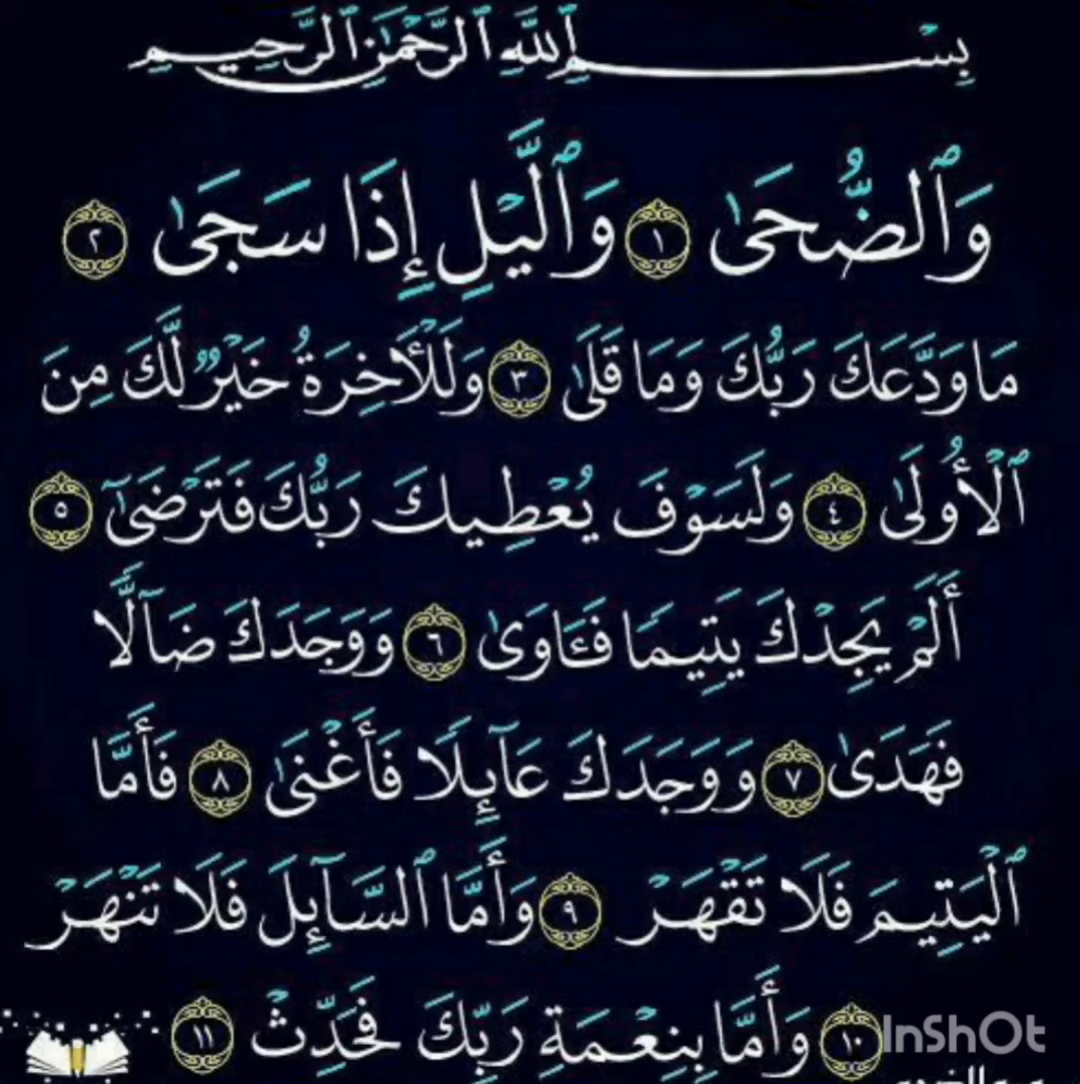 بِسْمِ ٱللَّهِ ٱلرَّحْمَٰنِ ٱلرَّحِيمِ
وَٱلضُّحَىٰ ١ وَٱلَّيْلِ إِذَا سَجَىٰ ٢
مَا وَدَّعَكَ رَبُّكَ وَمَا قَلَىٰ ٣ وَلَلْأَخِرَةُ خَيْرٌ لَّكَ مِنَ
ٱلْأُولَىٰ ٤ وَلَسَوْفَ يُعْطِيكَ رَبُّكَ فَتَرْضَىٰٓ ٥
أَلَمْ يَجِدْكَ يَتِيمًا فَـَٔاوَىٰ ٦ وَوَجَدَكَ ضَآلًّا
فَهَدَىٰ ٧ وَوَجَدَكَ عَآئِلًا فَأَغْنَىٰ ٨ فَأَمَّا
ٱلْيَتِيمَ فَلَا تَقْهَرْ ٩ وَأَمَّا ٱلسَّآئِلَ فَلَا تَنْهَرْ
١٠ وَأَمَّا بِنِعْمَةِ رَبِّكَ فَحَدِّثْ ١١
InShOt